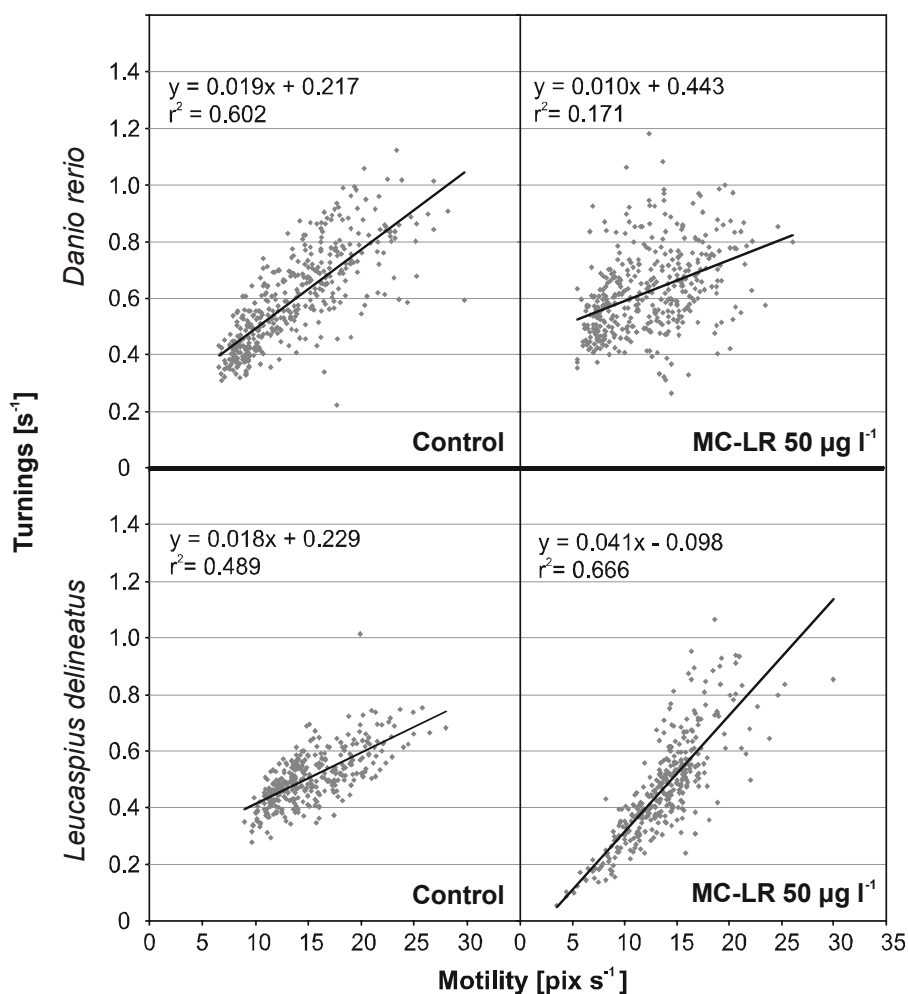 Turnings [s⁻¹]
Danio rerio
1.4
1.2
1.0
0.8
0.6
0.4
0.2
0
y = 0.019x + 0.217
r² = 0.602
Control
y = 0.010x + 0.443
r² = 0.171
MC-LR 50 µg l⁻¹
Leucaspius delineatus
1.4
1.2
1.0
0.8
0.6
0.4
0.2
0
y = 0.018x + 0.229
r² = 0.489
Control
y = 0.041x - 0.098
r² = 0.666
MC-LR 50 µg l⁻¹
0 5 10 15 20 25 30 0 5 10 15 20 25 30 35
Motility [pix s⁻¹]